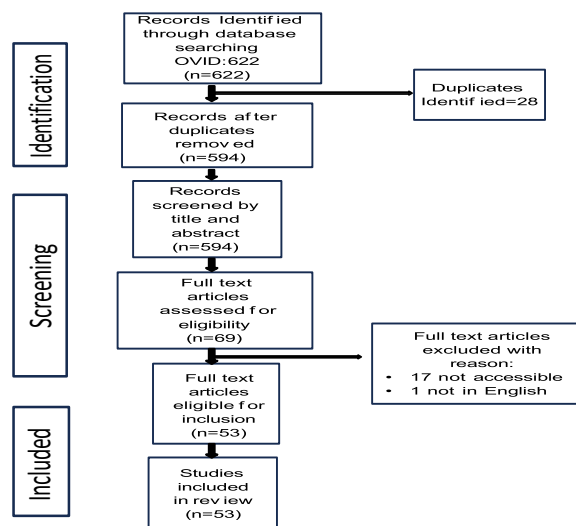 Records Identified
through database
searching
OVID:622
(n=622)
Identification
Duplicates
Identified=28
Records after
duplicates
removed
(n=594)
Records
screened by
title and
abstract
(n=594)
Screening
Full text
articles
assessed for
eligibility
(n=69)
Full text articles
excluded with
reason:
• 17 not accessible
• 1 not in English
Full text
articles
eligible for
inclusion
(n=53)
Included
Studies
included
in review
(n=53)